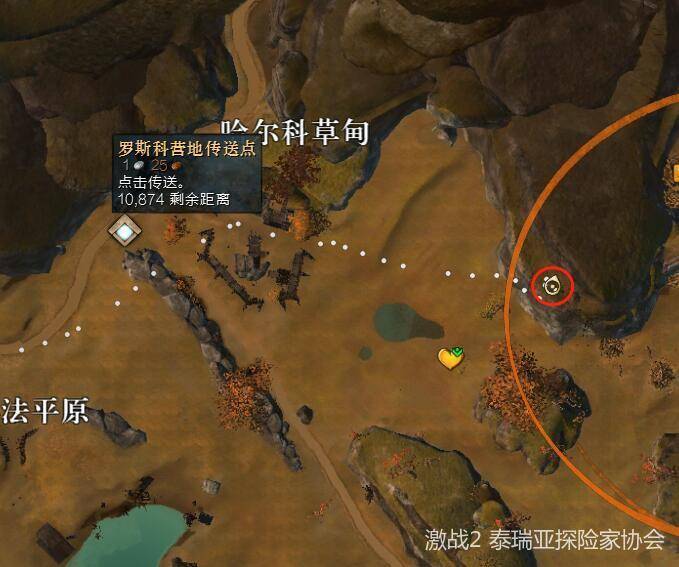 哈尔科草甸
罗斯科营地传送点
1 25
点击传送。
10,874 剩余距离
法平原
激战2 泰瑞亚探险家协会